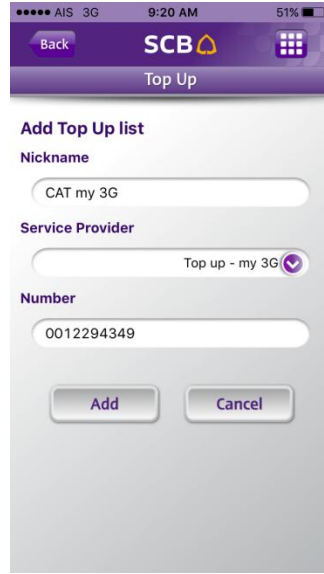 AIS 3G 9:20 AM 51%
Back SCB
Top Up
Add Top Up list
Nickname
CAT my 3G
Service Provider
Top up - my 3G
Number
0012294349
Add Cancel